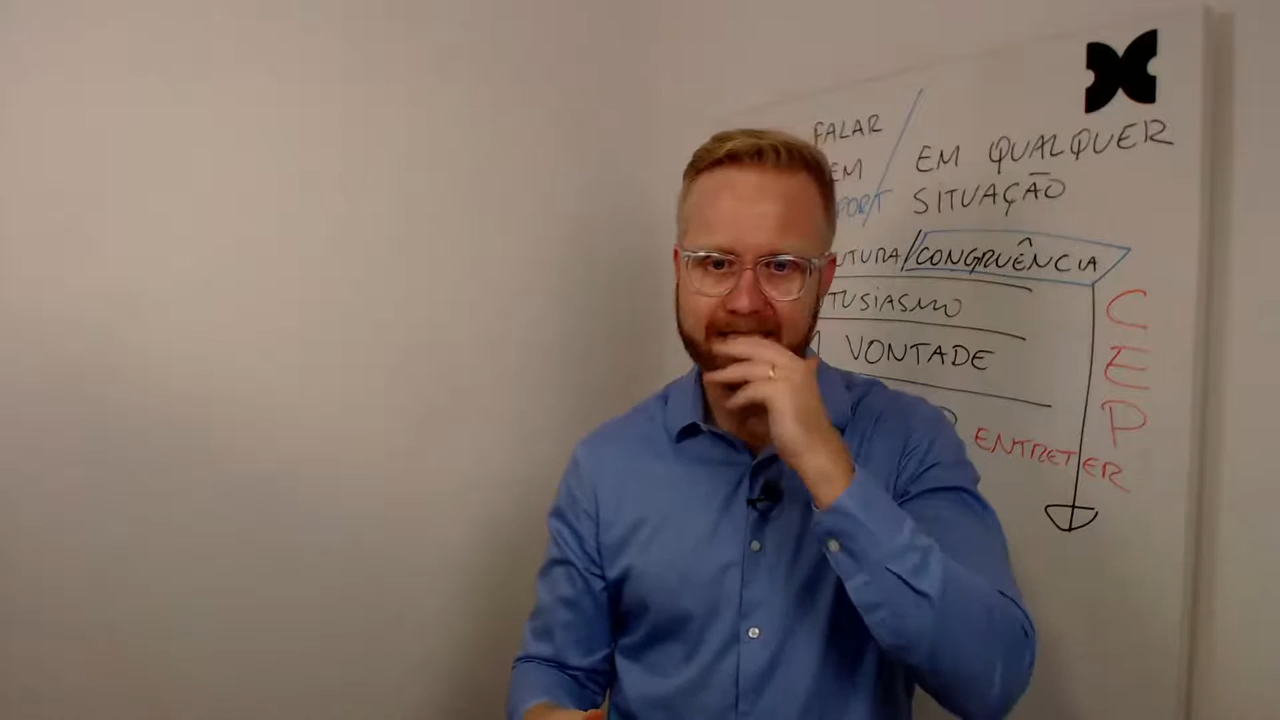 FALAR
EM
EM QUALQUER
SITUAÇÃO
CONGRUÊNCIA
VONTADE
ENTRETER
C
E
P